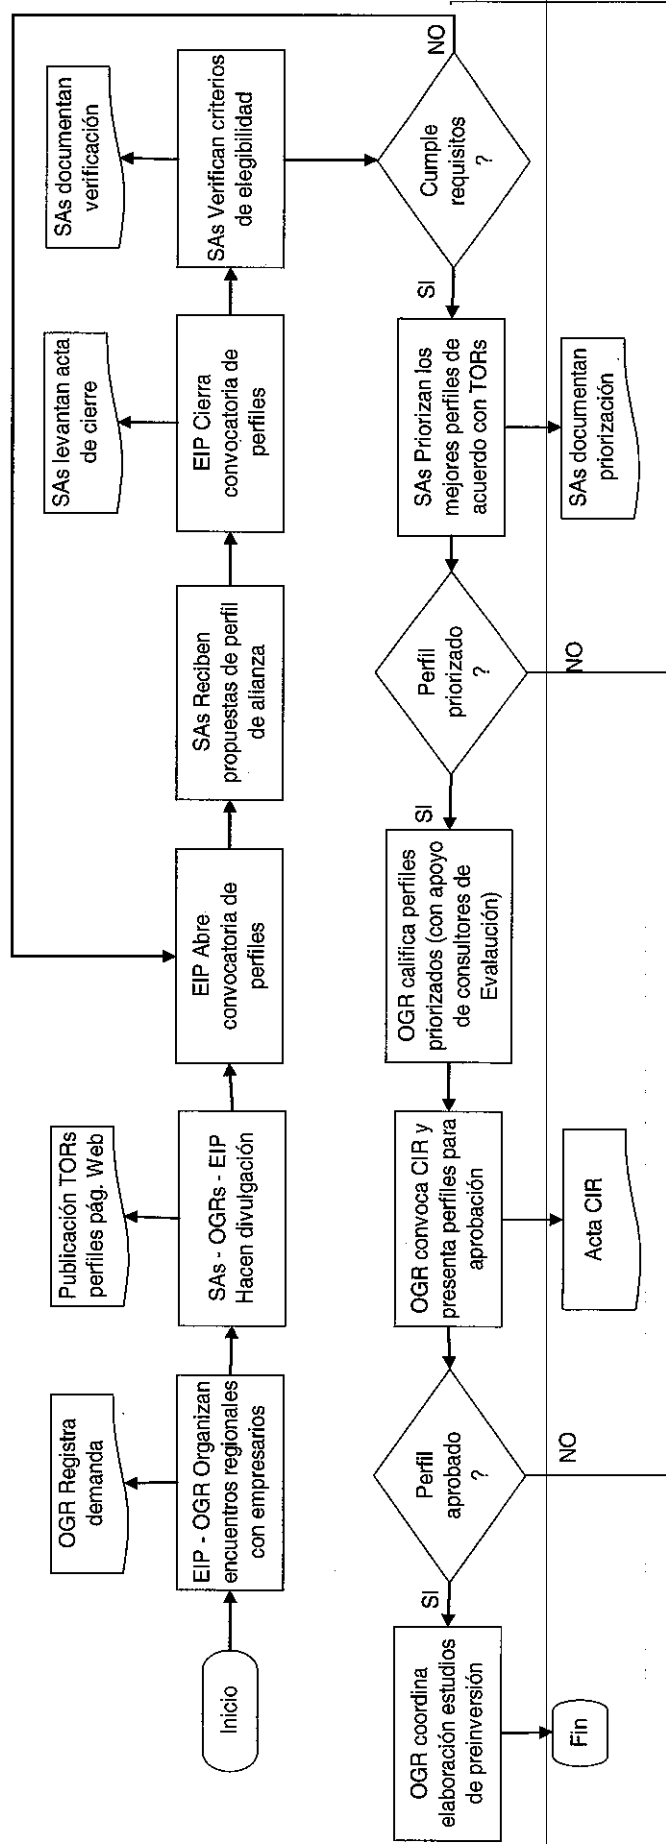 Inicio
OGR Registra
demanda
EIP - OGR Organizan
encuentros regionales
con empresarios
Publicación TORs
perfiles pág. Web
SAs - OGRs - EIP
Hacen divulgación
EIP Abre
convocatoria de
perfiles
SAs Reciben
propuestas de perfil
de alianza
SAs levantan acta
de cierre
EIP Cierra
convocatoria de
perfiles
SAs documentan
verificación
SAs Verifican criterios
de elegibilidad
NO
Cumple
requisitos
?
SI
SAs Priorizan los
mejores perfiles de
acuerdo con TORs
SAs documentan
priorización
Perfil
priorizado
?
NO
SI
OGR califica perfiles
priorizados (con apoyo
de consultores de
Evalaución)
OGR convoca CIR y
presenta perfiles para
aprobación
Acta CIR
Perfil
aprobado
?
NO
SI
OGR coordina
elaboración estudios
de preinversión
Fin